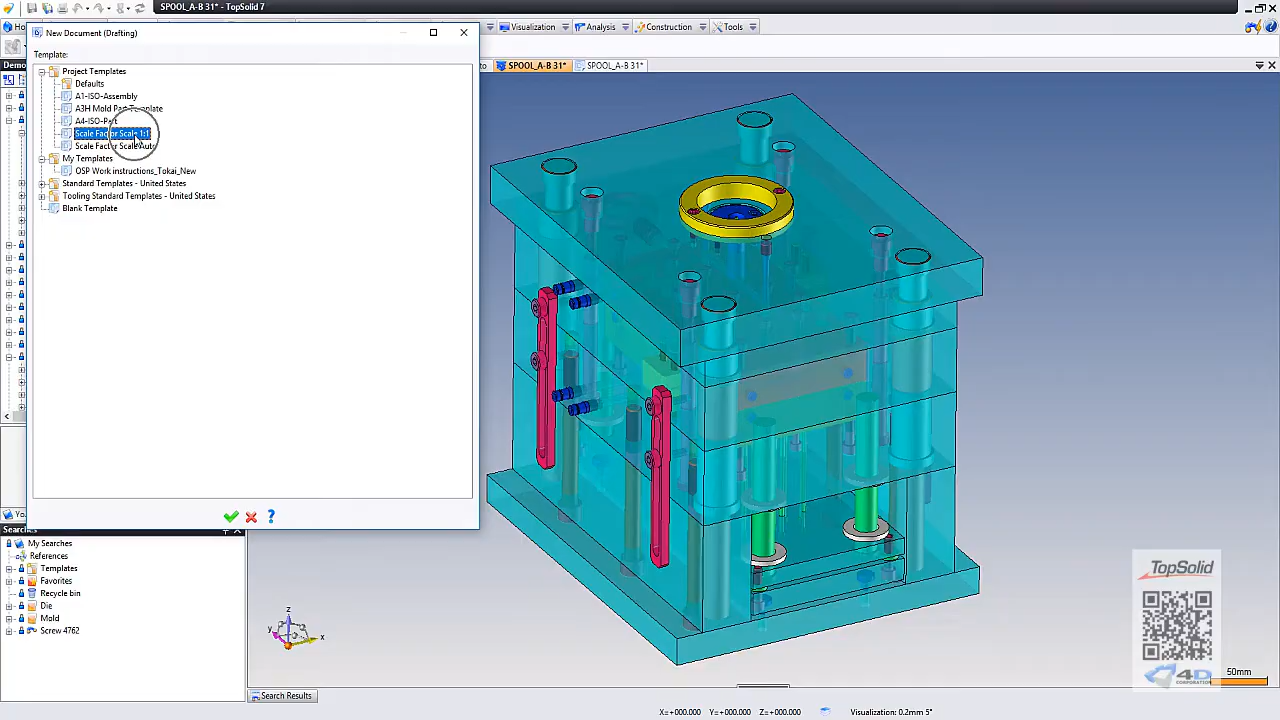 SPOOL_A-B 31* - TopSolid 7
Visualization
Analysis
Construction
Tools
New Document (Drafting)
Template:
SPOOL_A-B 31*
SPOOL_A-B 31*
Project Templates
Defaults
A1-ISO-Assembly
A3H Mold Part Template
A4-ISO-Part
Scale Factor Scale 1:1
Scale Factor Scale Auto
My Templates
OSP Work instructions_Tokai_New
Standard Templates - United States
Tooling Standard Templates - United States
Blank Template
Searches
My Searches
References
Templates
Favorites
Recycle bin
Die
Mold
Screw 4762
z
y
x
TopSolid
4D
CORPORATION
50mm
Search Results
X=+000.000 Y=+000.000 Z=+000.000
Visualization: 0.2mm 5°